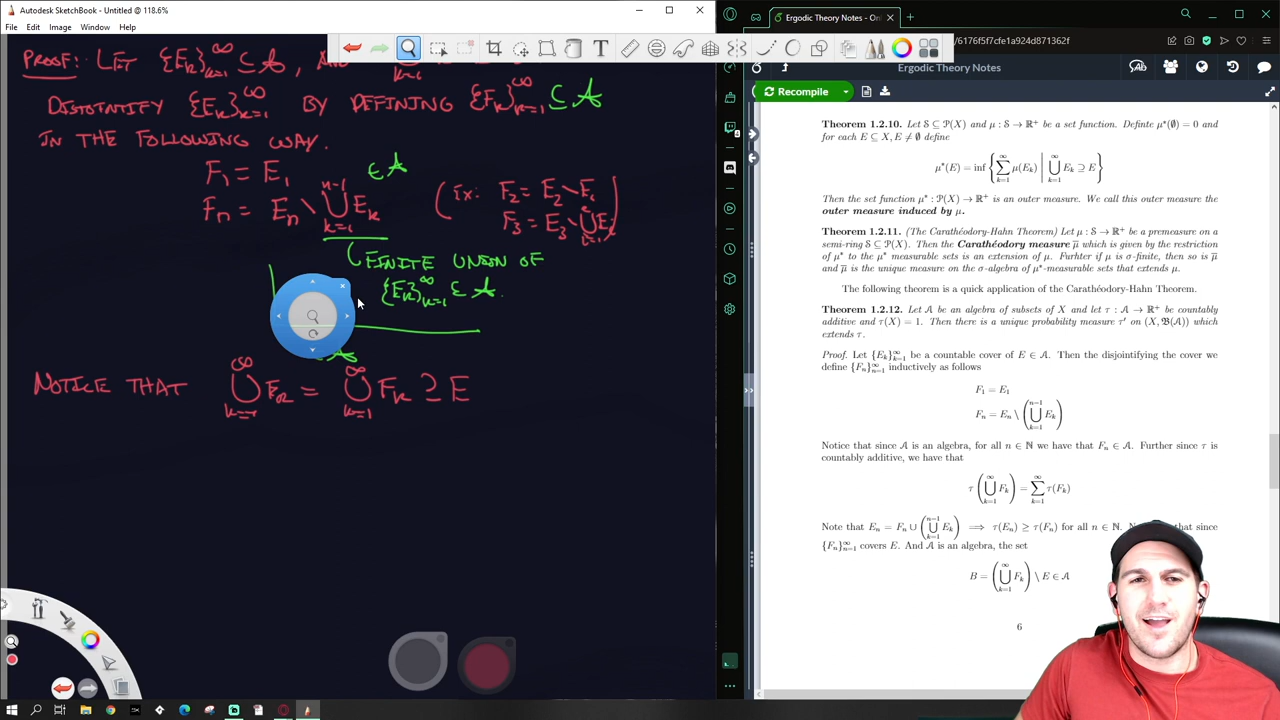 Autodesk SketchBook - Untitled @ 118.6%
File Edit Image Window Help
PROOF: LET {E_k}_{k=1}^∞ ⊆ A,
DISJOINTIFY {E_k}_{k=1}^∞ BY DEFINING {F_k}_{k=1}^∞ ⊆ A
IN THE FOLLOWING WAY.
F_1 = E_1 ∈ A
F_n = E_n \ ⋃_{k=1}^{n-1} E_k
(Ex: F_2 = E_2 \ E_1
F_3 = E_3 \
FINITE UNION OF
{E_k}_{k=1}^∞ ∈ A.
NOTICE THAT ⋃_{k=1}^∞ F_k = ⋃_{k=1}^∞ F_k ⊇ E
Ergodic Theory Notes - On
/6176f5f7cfe1a924d871362f
Ergodic Theory Notes
Recompile
Theorem 1.2.10. Let S ⊆ P(X) and μ : S → ℝ⁺ be a set function. Definte μ*(∅) = 0 and
for each E ⊆ X, E ≠ ∅ define
μ*(E) = inf { ∑_{k=1}^∞ μ(E_k) | ⋃_{k=1}^∞ E_k ⊇ E }
Then the set function μ* : P(X) → ℝ⁺ is an outer measure. We call this outer measure the
outer measure induced by μ.
Theorem 1.2.11. (The Carathéodory-Hahn Theorem) Let μ : S → ℝ⁺ be a premeasure on a
semi-ring S ⊆ P(X). Then the Carathéodory measure μ̄ which is given by the restriction
of μ* to the μ* measurable sets is an extension of μ. Furhter if μ is σ-finite, then so is μ̄
and μ̄ is the unique measure on the σ-algebra of μ*-measurable sets that extends μ.
The following theorem is a quick application of the Carathéodory-Hahn Theorem.
Theorem 1.2.12. Let A be an algebra of subsets of X and let τ : A → ℝ⁺ be countably
additive and τ(X) = 1. Then there is a unique probability measure τ′ on (X, 𝔅(A)) which
extends τ.
Proof. Let {E_k}_{k=1}^∞ be a countable cover of E ∈ A. Then the disjointifying the cover we
define {F_n}_{n=1}^∞ inductively as follows
F_1 = E_1
F_n = E_n \ ( ⋃_{k=1}^{n-1} E_k )
Notice that since A is an algebra, for all n ∈ ℕ we have that F_n ∈ A. Further since τ is
countably additive, we have that
τ ( ⋃_{k=1}^∞ F_k ) = ∑_{k=1}^∞ τ(F_k)
Note that E_n = F_n ∪ ( ⋃_{k=1}^{n-1} E_k ) ⟹ τ(E_n) ≥ τ(F_n) for all n ∈ ℕ. that since
{F_n}_{n=1}^∞ covers E. And A is an algebra, the set
B = ( ⋃_{k=1}^∞ F_k ) \ E ∈ A
6